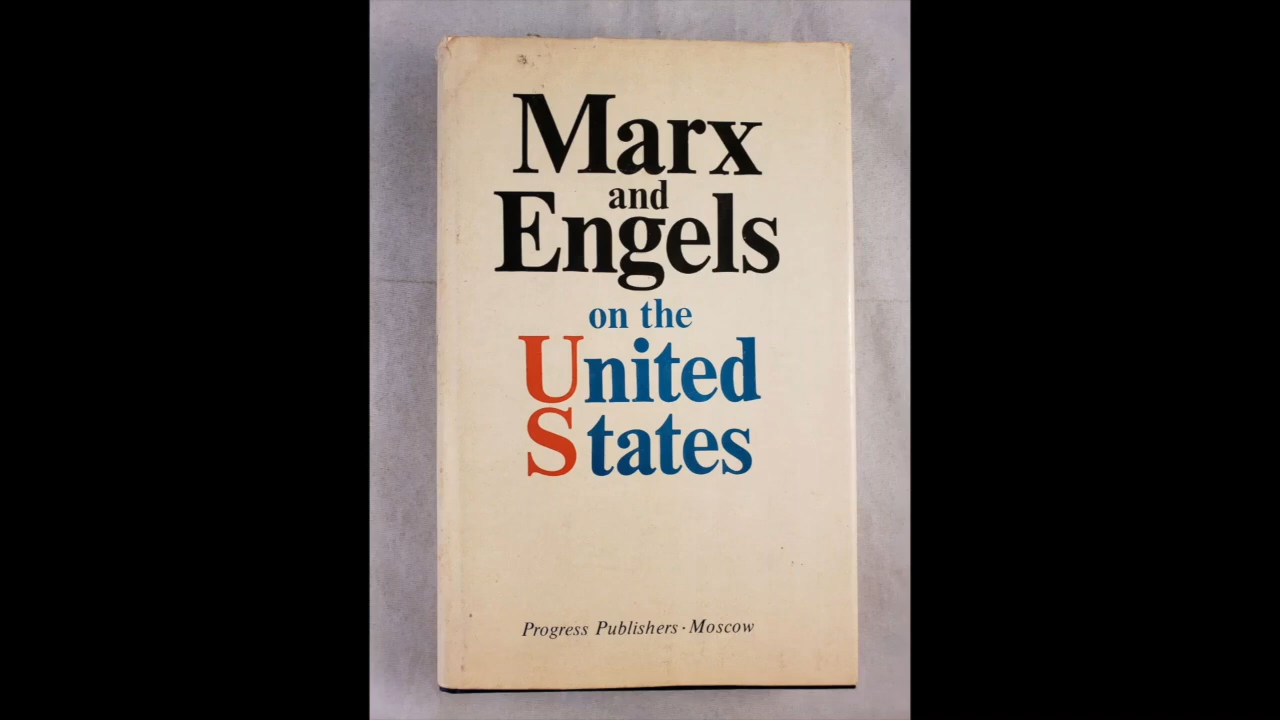 Marx
and
Engels
on the
United
States
Progress Publishers · Moscow